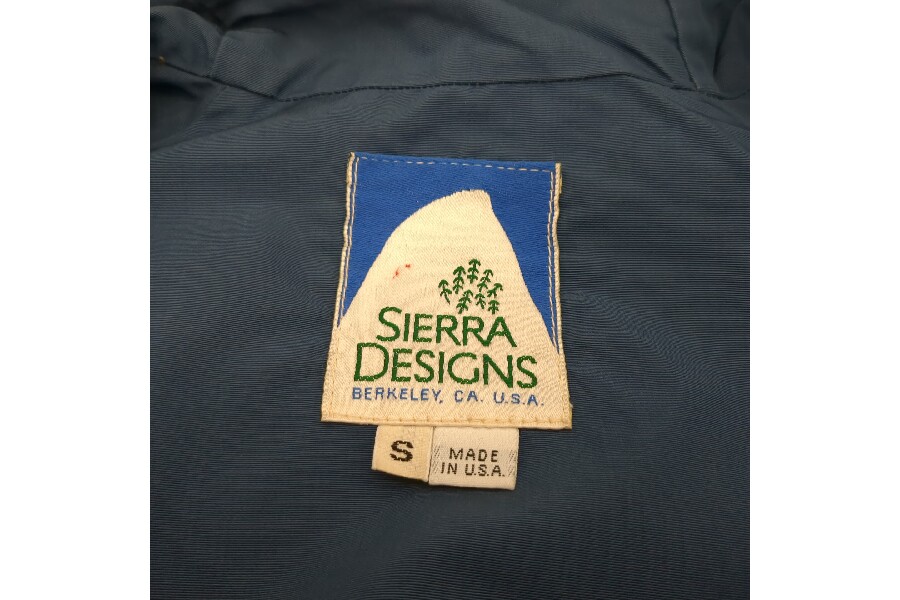 SIERRA
DESIGNS
BERKELEY, CA. U.S.A.
S
MADE
IN U.S.A.